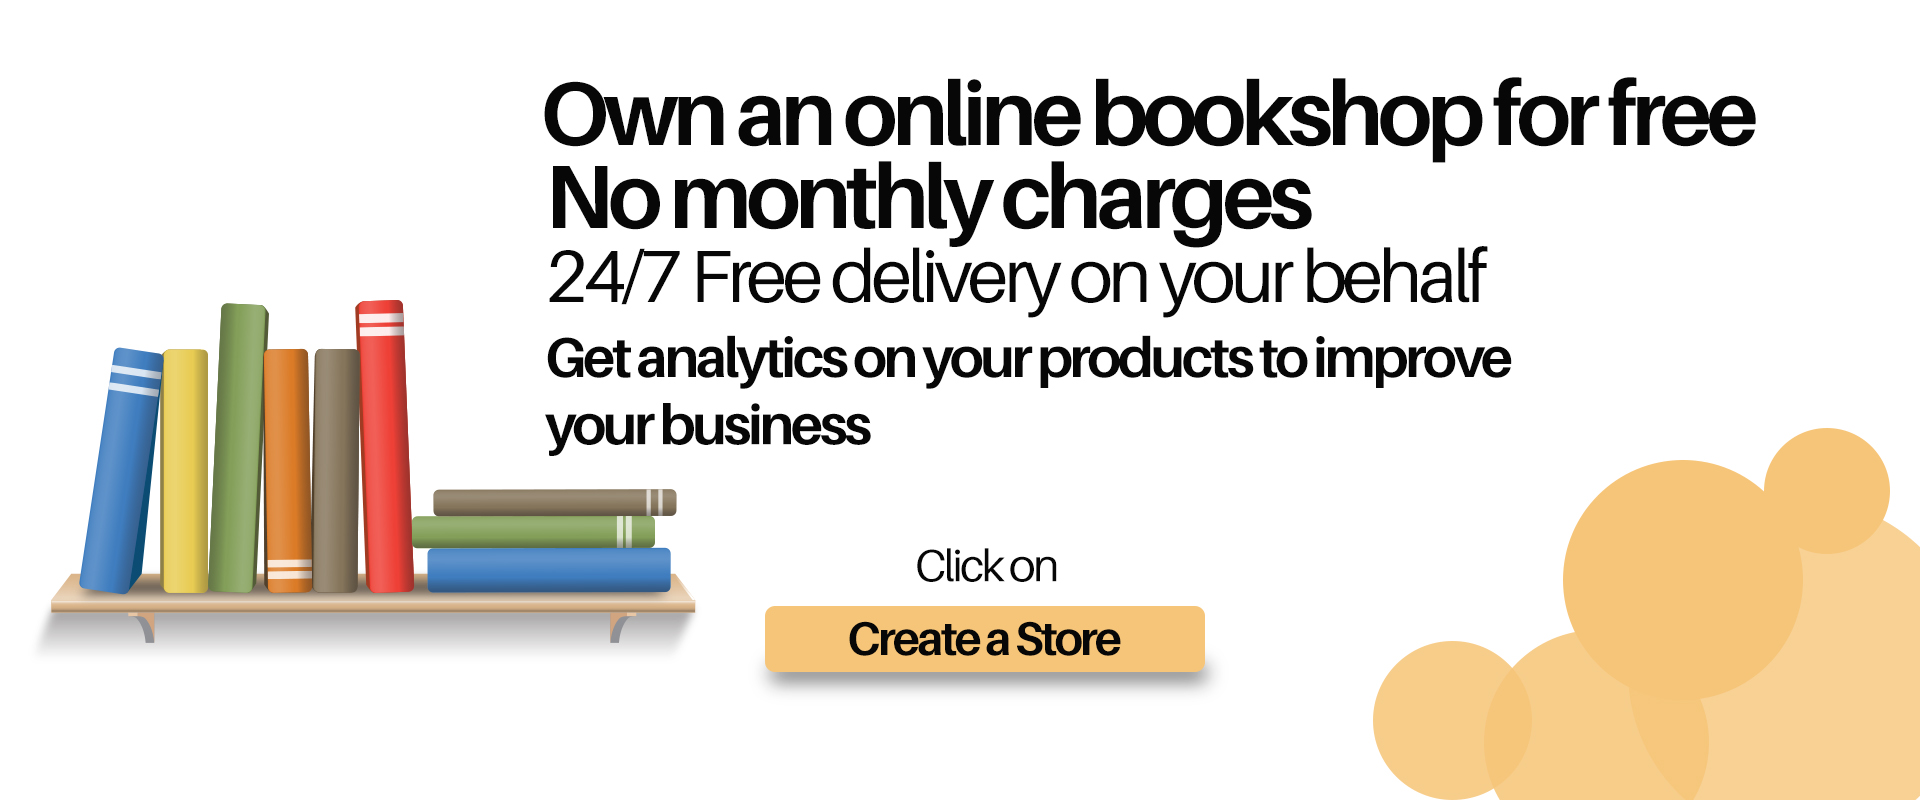 Own an online bookshop for free
No monthly charges
24/7 Free delivery on your behalf
Get analytics on your products to improve
your business
Click on
Create a Store